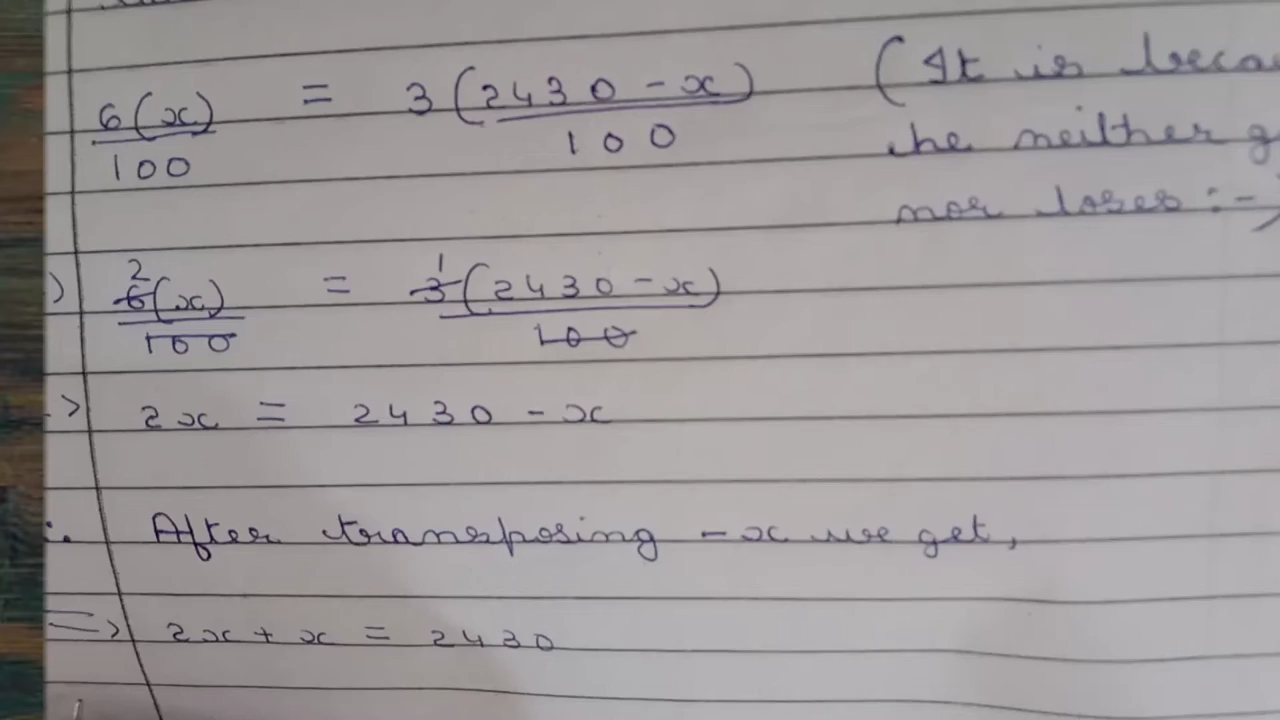 6(x)/100 = 3(2430-x)/100 (It is
he neither
nor loses:-)
2 1
6(x)/100 = 3(2430-x)/100
=> 2x = 2430-x
∴ After transposing -x we get,
=> 2x+x = 2430